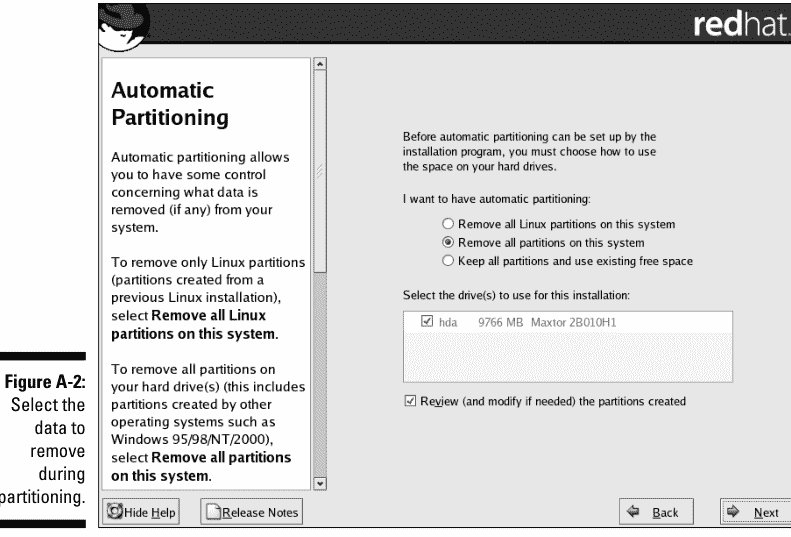 redhat.
Automatic
Partitioning
Automatic partitioning allows
you to have some control
concerning what data is
removed (if any) from your
system.
To remove only Linux partitions
(partitions created from a
previous Linux installation),
select Remove all Linux
partitions on this system.
To remove all partitions on
your hard drive(s) (this includes
partitions created by other
operating systems such as
Windows 95/98/NT/2000),
select Remove all partitions
on this system.
Before automatic partitioning can be set up by the
installation program, you must choose how to use
the space on your hard drives.
I want to have automatic partitioning:
Remove all Linux partitions on this system
Remove all partitions on this system
Keep all partitions and use existing free space
Select the drive(s) to use for this installation:
hda 9766 MB Maxtor 2B010H1
Review (and modify if needed) the partitions created
Hide Help
Release Notes
Back
Next
Figure A-2:
Select the
data to
remove
during
partitioning.